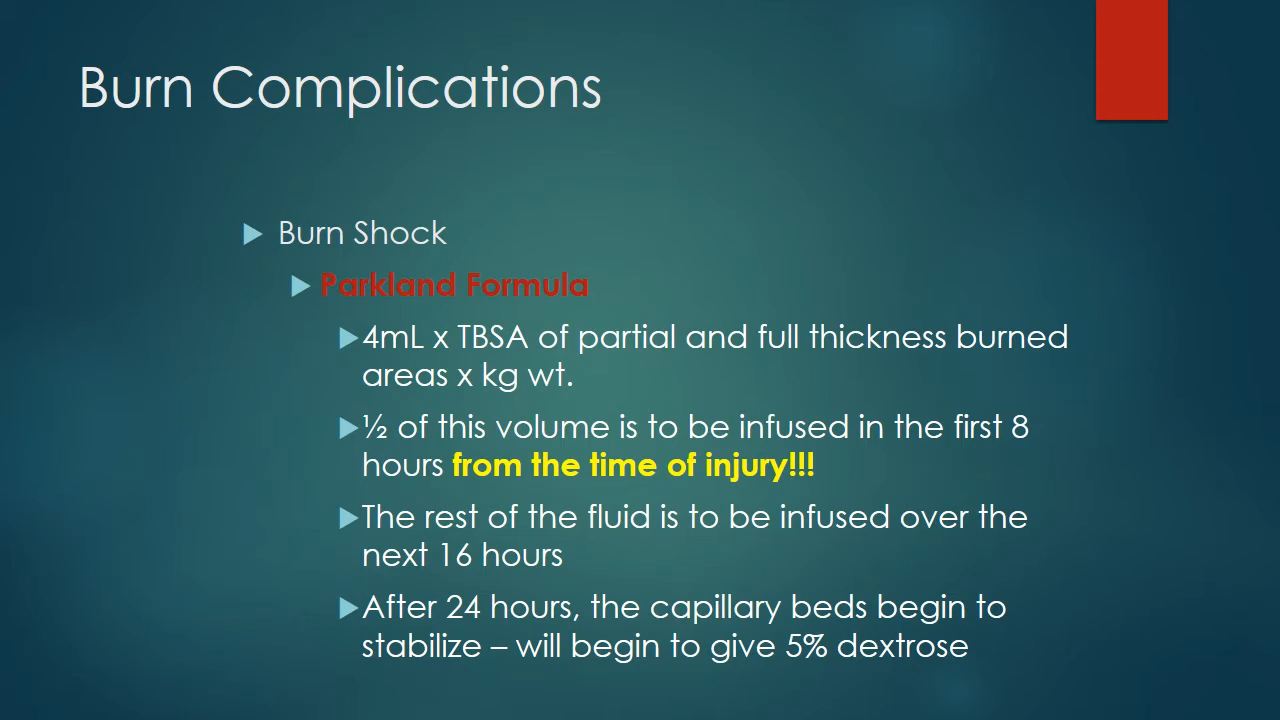 Burn Complications
Burn Shock
Parkland Formula
4mL x TBSA of partial and full thickness burned
areas x kg wt.
½ of this volume is to be infused in the first 8
hours from the time of injury!!!
The rest of the fluid is to be infused over the
next 16 hours
After 24 hours, the capillary beds begin to
stabilize – will begin to give 5% dextrose